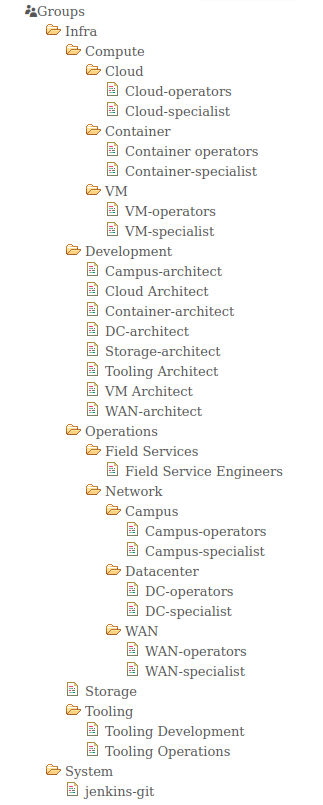 Groups
Infra
Compute
Cloud
Cloud-operators
Cloud-specialist
Container
Container operators
Container-specialist
VM
VM-operators
VM-specialist
Development
Campus-architect
Cloud Architect
Container-architect
DC-architect
Storage-architect
Tooling Architect
VM Architect
WAN-architect
Operations
Field Services
Field Service Engineers
Network
Campus
Campus-operators
Campus-specialist
Datacenter
DC-operators
DC-specialist
WAN
WAN-operators
WAN-specialist
Storage
Tooling
Tooling Development
Tooling Operations
System
jenkins-git